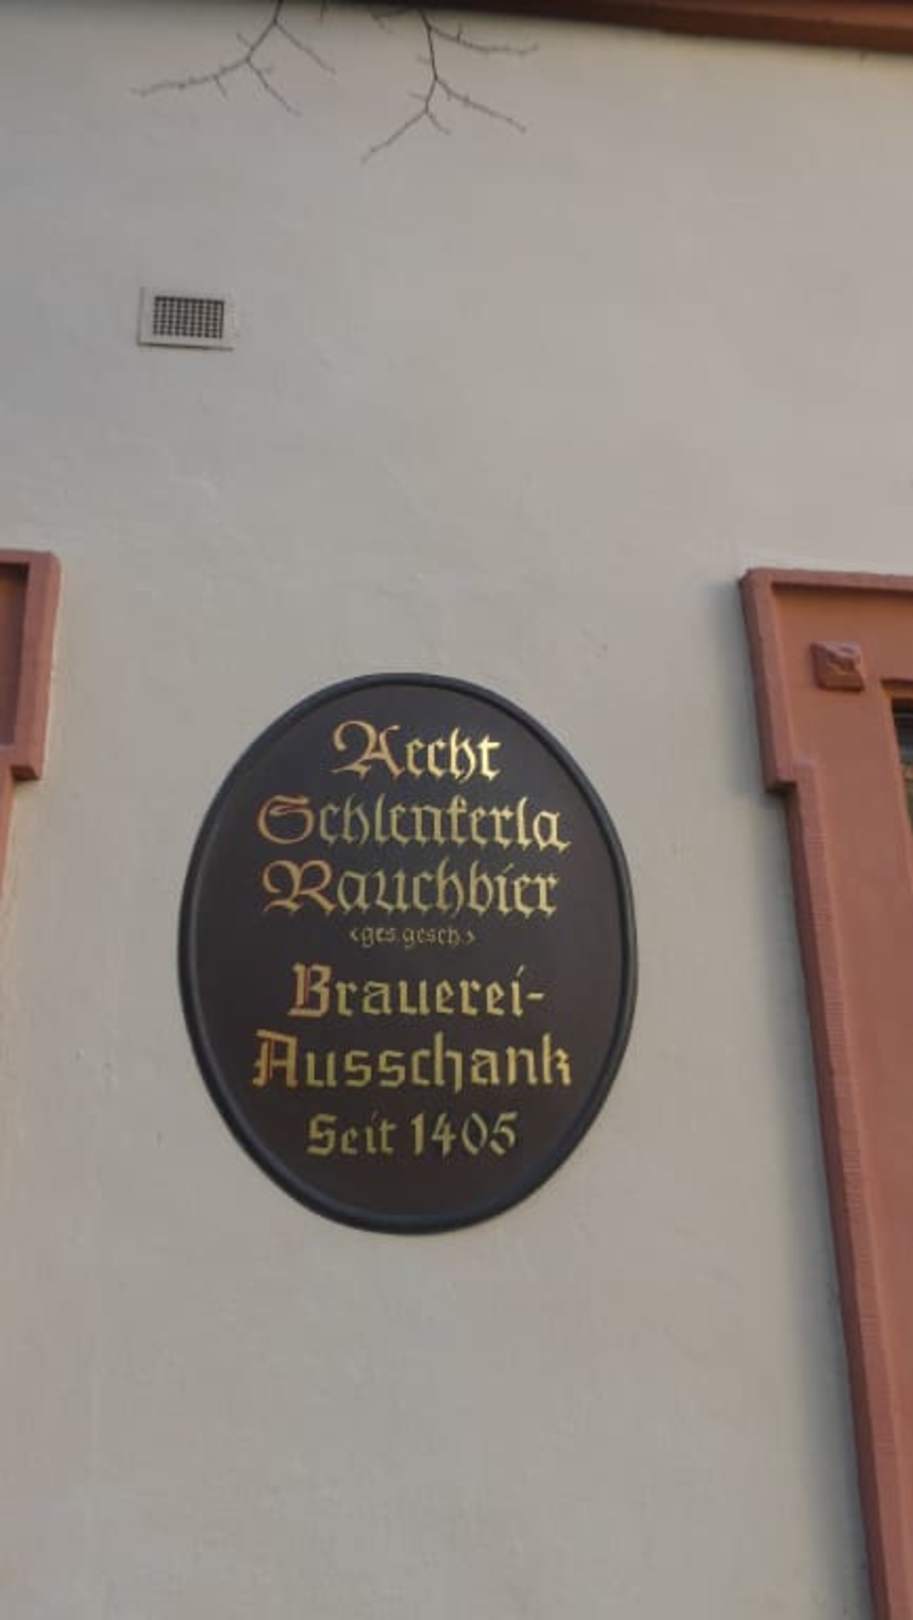 Aecht
Schlenkerla
Rauchbier
<ges.gesch.>
Brauerei-
Ausschank
Seit 1405